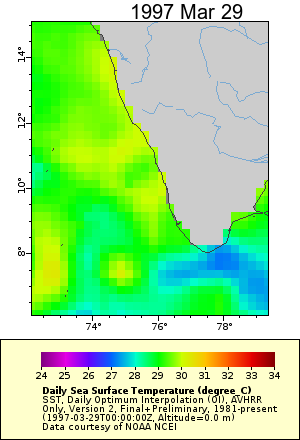 1997 Mar 29
14°
12°
10°
8°
74° 76° 78°
24 25 26 27 28 29 30 31 32 33 34
Daily Sea Surface Temperature (degree_C)
SST, Daily Optimum Interpolation (OI), AVHRR
Only, Version 2, Final+Preliminary, 1981-present
(1997-03-29T00:00:00Z, Altitude=0.0 m)
Data courtesy of NOAA NCEI